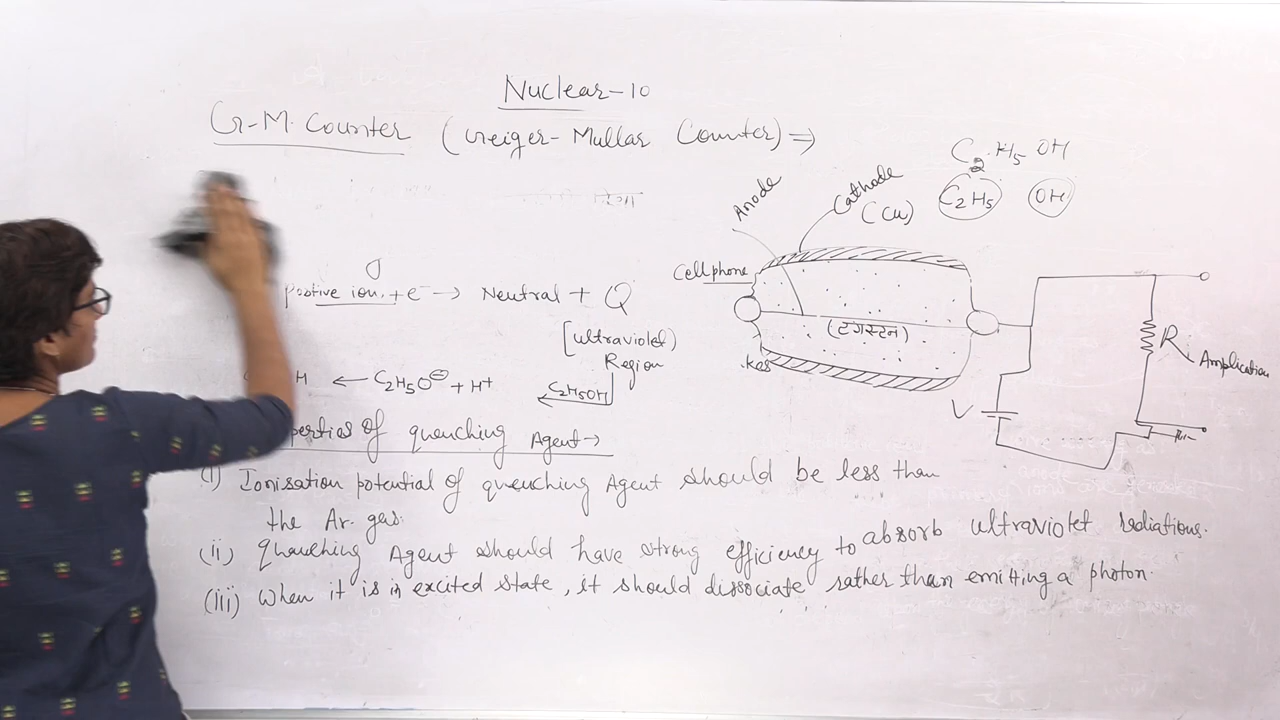 Nuclear-10
G-M. Counter (Geiger-Mullar Counter) ⇒
C2H5 OH
C2H5 OH
Anode
Cathode
(Cu)
Cellphone
(टंगस्टन)
positive ion + e⁻ → Neutral + Q
[ultraviolet)
Region
H ← C2H5O⊖ + H⁺
C2H5OH
R
Amplication
V
perties of quenching Agent→
(i) Ionisation potential of quenching Agent should be less than
the Ar. gas.
(ii) quenching Agent should have strong efficiency to absorb ultraviolet radiations.
(iii) When it is in excited state, it should dissociate rather than emitting a photon.